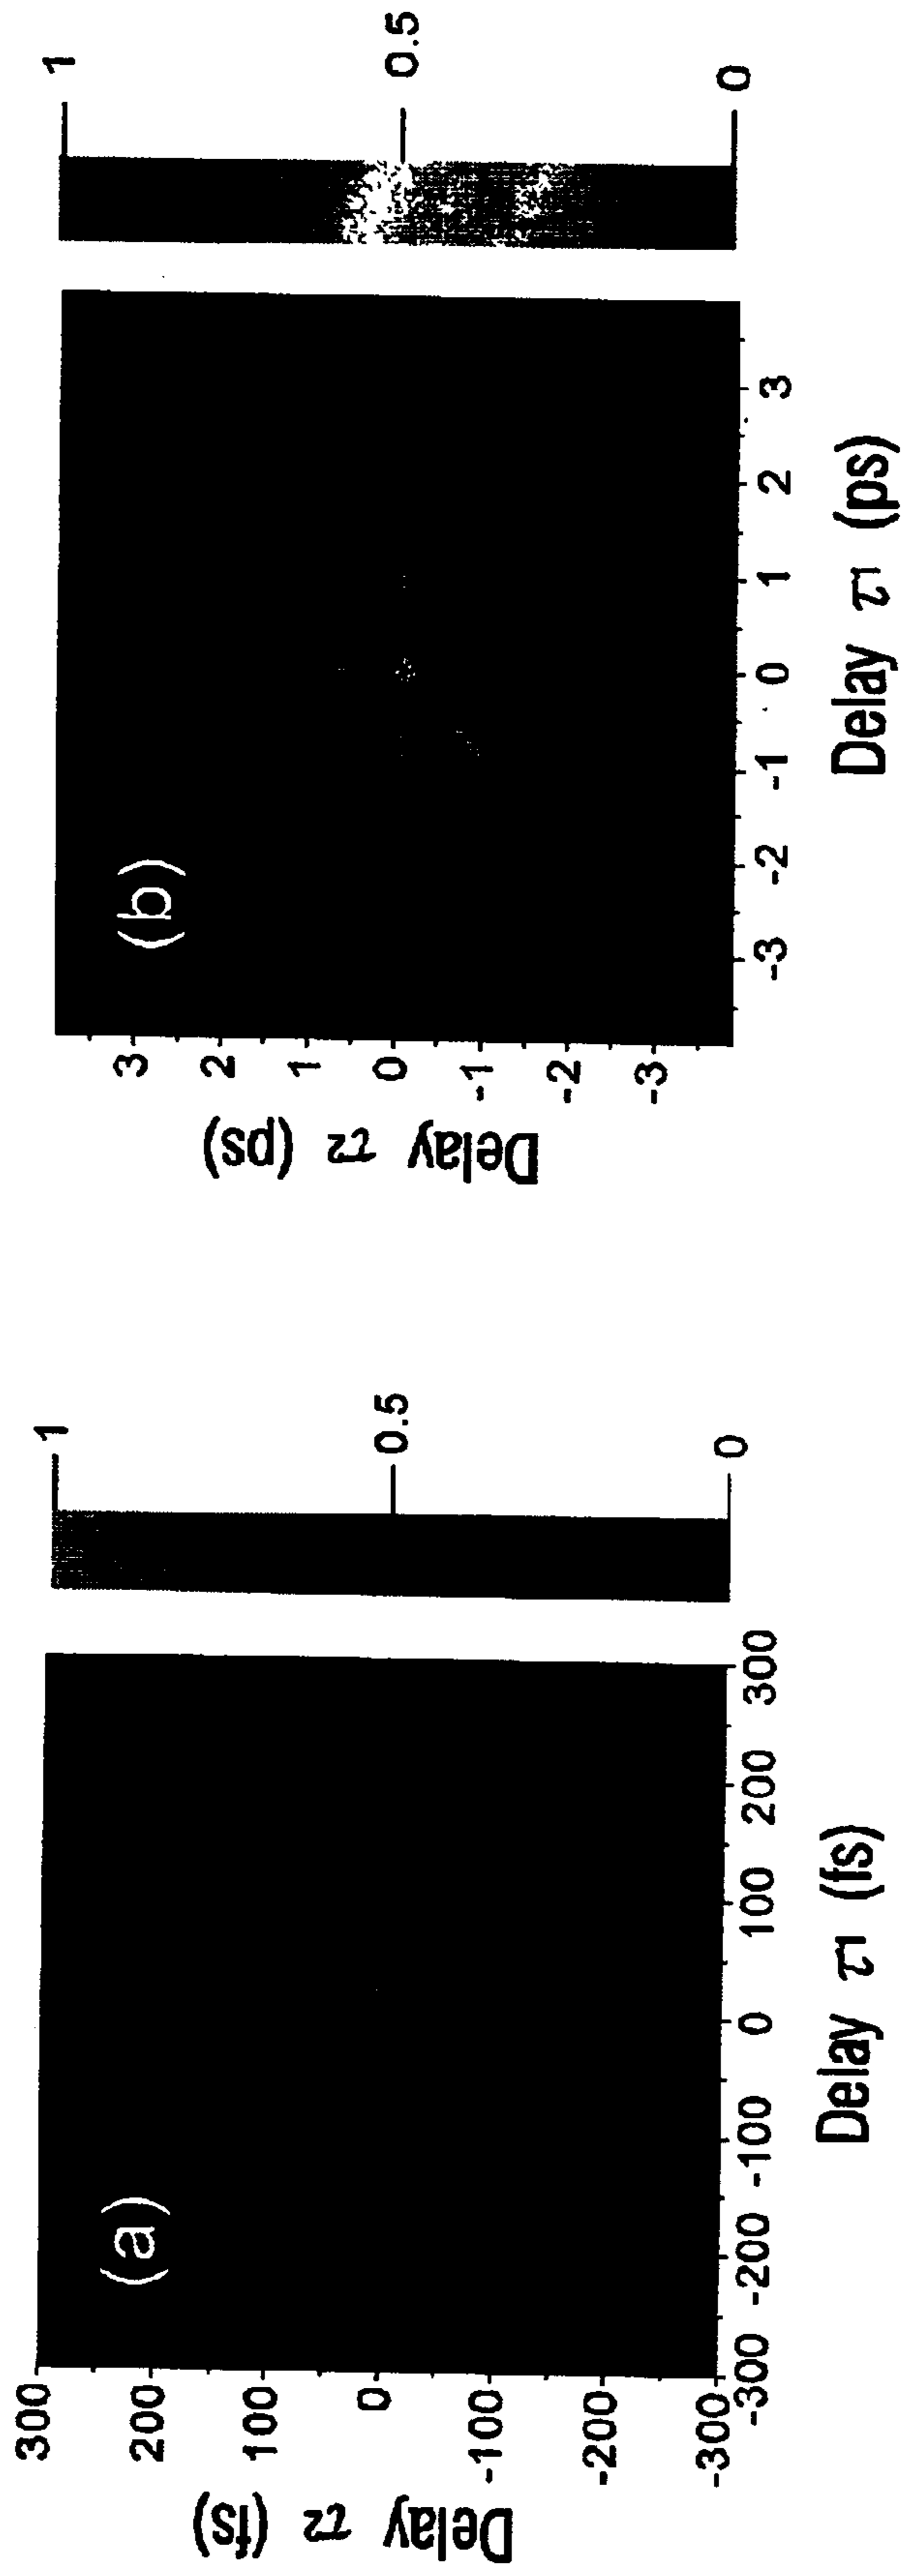 (a)
300
200
100
0
-100
-200
-300
Delay τ2 (fs)
-300 -200 -100 0 100 200 300
Delay τ1 (fs)
1
0.5
0
(b)
3
2
1
0
-1
-2
-3
Delay τ2 (ps)
-3 -2 -1 0 1 2 3
Delay τ1 (ps)
1
0.5
0